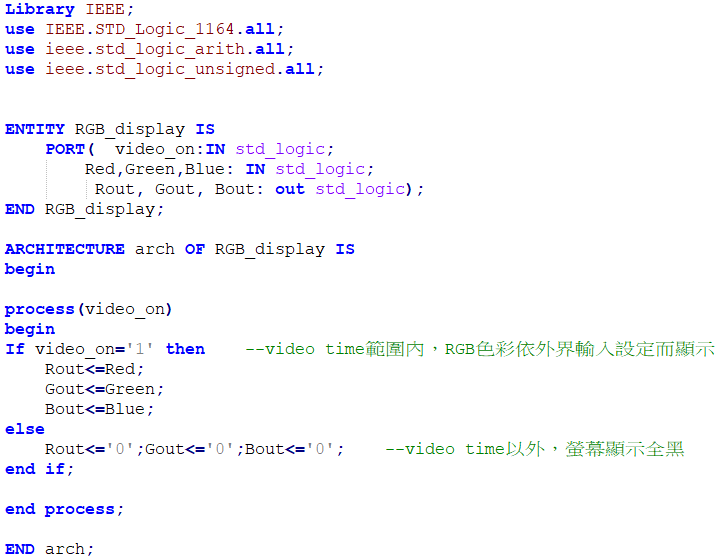 Library IEEE;
use IEEE.STD_Logic_1164.all;
use ieee.std_logic_arith.all;
use ieee.std_logic_unsigned.all;
ENTITY RGB_display IS
PORT( video_on:IN std_logic;
Red,Green,Blue: IN std_logic;
Rout, Gout, Bout: out std_logic);
END RGB_display;
ARCHITECTURE arch OF RGB_display IS
begin
process(video_on)
begin
If video_on='1' then --video time範圍內，RGB色彩依外界輸入設定而顯示
Rout<=Red;
Gout<=Green;
Bout<=Blue;
else
Rout<='0';Gout<='0';Bout<='0'; --video time以外，螢幕顯示全黑
end if;
end process;
END arch;